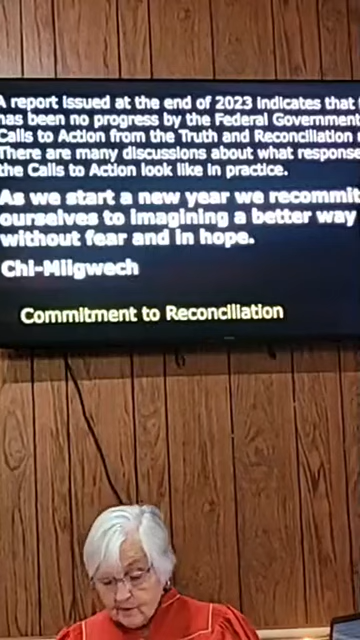 A report issued at the end of 2023 indicates that
has been no progress by the Federal Government
Calls to Action from the Truth and Reconciliation
There are many discussions about what response
the Calls to Action look like in practice.
As we start a new year we recommit
ourselves to imagining a better way
without fear and in hope.
Chi-Miigwech
Commitment to Reconciliation